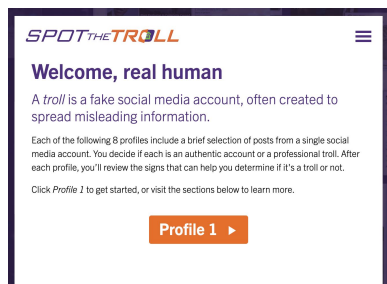 SPOT THE TROLL
Welcome, real human
A troll is a fake social media account, often created to
spread misleading information.
Each of the following 8 profiles include a brief selection of posts from a single social
media account. You decide if each is an authentic account or a professional troll. After
each profile, you'll review the signs that can help you determine if it's a troll or not.
Click Profile 1 to get started, or visit the sections below to learn more.
Profile 1